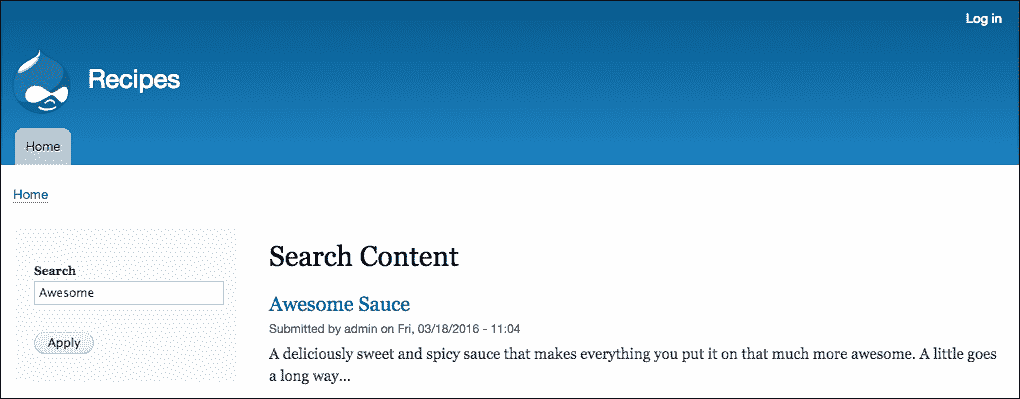 Log in
Recipes
Home
Home
Search
Awesome
Apply
Search Content
Awesome Sauce
Submitted by admin on Fri, 03/18/2016 - 11:04
A deliciously sweet and spicy sauce that makes everything you put it on that much more awesome. A little goes
a long way...